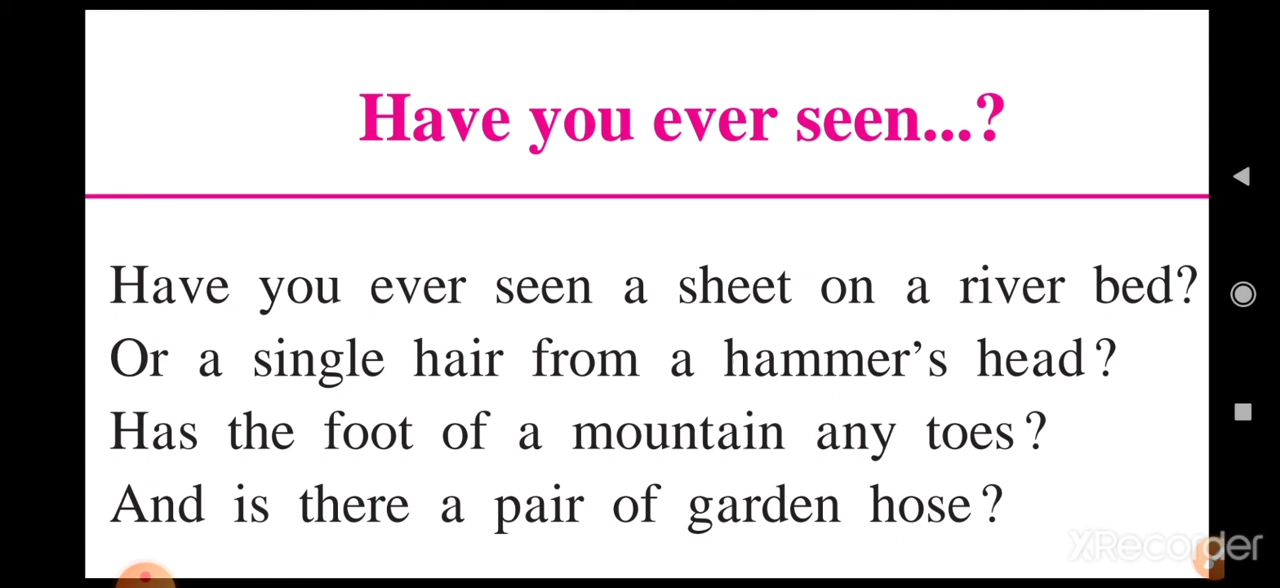 Have you ever seen...?
Have you ever seen a sheet on a river bed?
Or a single hair from a hammer’s head?
Has the foot of a mountain any toes?
And is there a pair of garden hose?
XRecorder